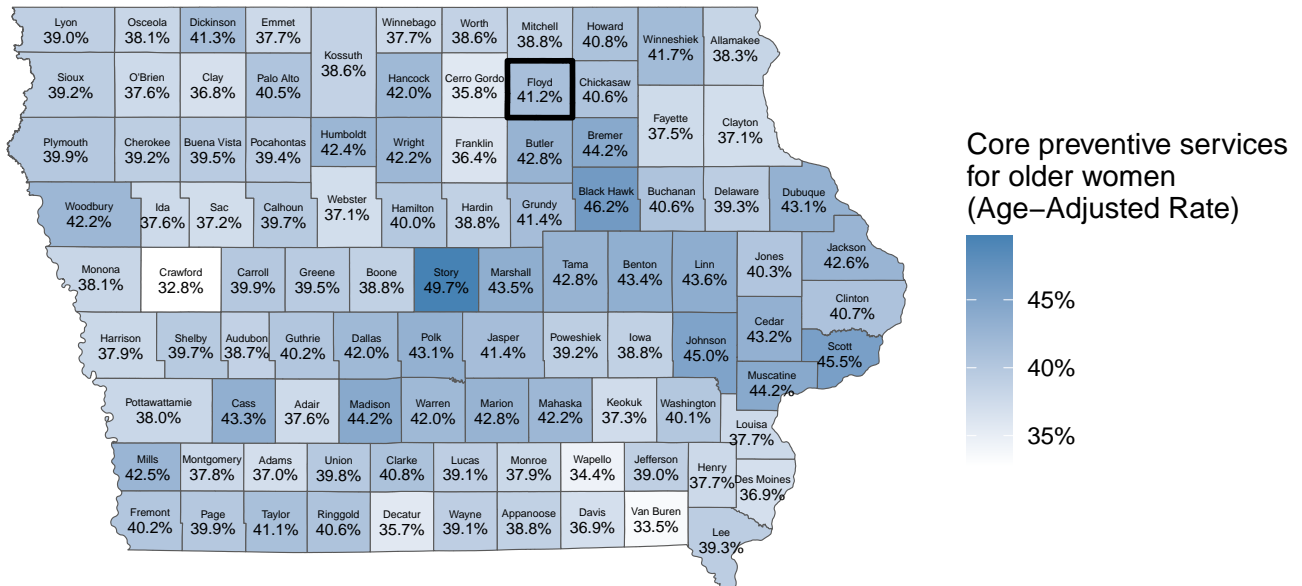 Lyon
39.0%
Osceola
38.1%
Dickinson
41.3%
Emmet
37.7%
Kossuth
38.6%
Winnebago
37.7%
Worth
38.6%
Mitchell
38.8%
Howard
40.8%
Winneshiek
41.7%
Allamakee
38.3%
Sioux
39.2%
O'Brien
37.6%
Clay
36.8%
Palo Alto
40.5%
Hancock
42.0%
Cerro Gordo
35.8%
Floyd
41.2%
Chickasaw
40.6%
Fayette
37.5%
Clayton
37.1%
Plymouth
39.9%
Cherokee
39.2%
Buena Vista
39.5%
Pocahontas
39.4%
Humboldt
42.4%
Wright
42.2%
Franklin
36.4%
Butler
42.8%
Bremer
44.2%
Woodbury
42.2%
Ida
37.6%
Sac
37.2%
Calhoun
39.7%
Webster
37.1%
Hamilton
40.0%
Hardin
38.8%
Grundy
41.4%
Black Hawk
46.2%
Buchanan
40.6%
Delaware
39.3%
Dubuque
43.1%
Monona
38.1%
Crawford
32.8%
Carroll
39.9%
Greene
39.5%
Boone
38.8%
Story
49.7%
Marshall
43.5%
Tama
42.8%
Benton
43.4%
Linn
43.6%
Jones
40.3%
Jackson
42.6%
Clinton
40.7%
Harrison
37.9%
Shelby
39.7%
Audubon
38.7%
Guthrie
40.2%
Dallas
42.0%
Polk
43.1%
Jasper
41.4%
Poweshiek
39.2%
Iowa
38.8%
Johnson
45.0%
Cedar
43.2%
Scott
45.5%
Muscatine
44.2%
Pottawattamie
38.0%
Cass
43.3%
Adair
37.6%
Madison
44.2%
Warren
42.0%
Marion
42.8%
Mahaska
42.2%
Keokuk
37.3%
Washington
40.1%
Louisa
37.7%
Mills
42.5%
Montgomery
37.8%
Adams
37.0%
Union
39.8%
Clarke
40.8%
Lucas
39.1%
Monroe
37.9%
Wapello
34.4%
Jefferson
39.0%
Henry
37.7%
Des Moines
36.9%
Fremont
40.2%
Page
39.9%
Taylor
41.1%
Ringgold
40.6%
Decatur
35.7%
Wayne
39.1%
Appanoose
38.8%
Davis
36.9%
Van Buren
33.5%
Lee
39.3%
Core preventive services
for older women
(Age−Adjusted Rate)
45%
40%
35%